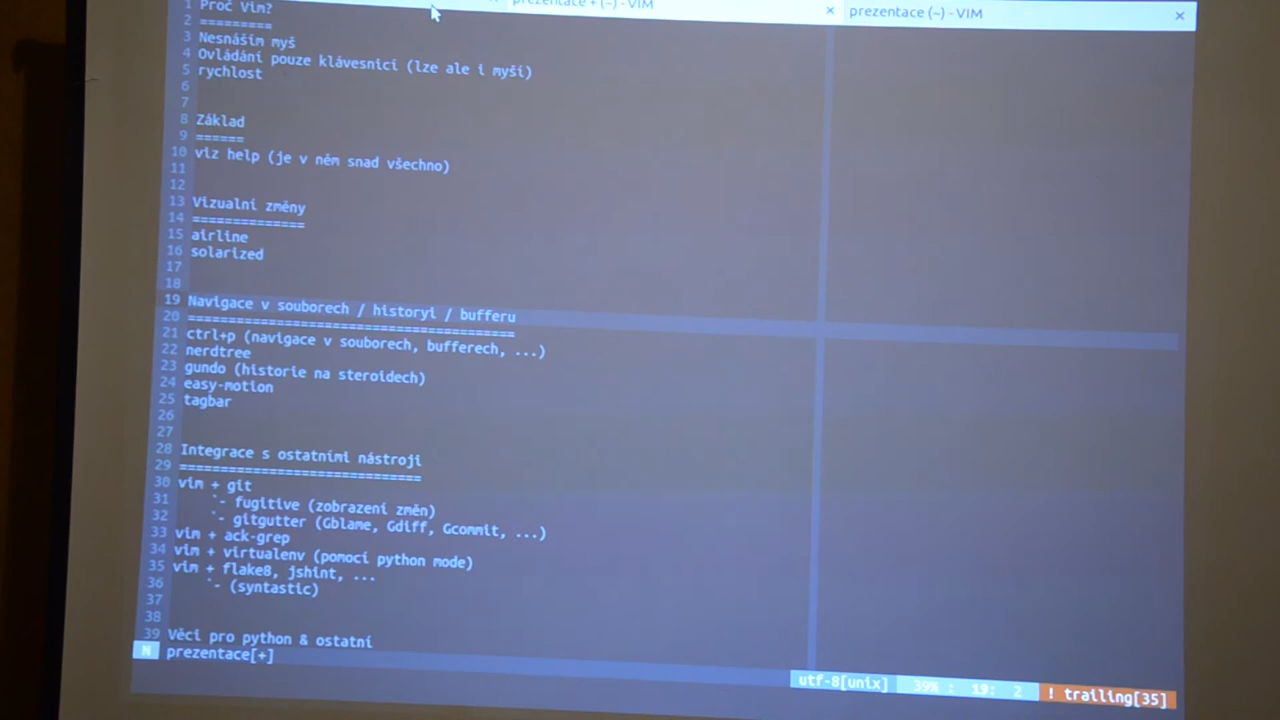 prezentace + (~) - VIM
prezentace (~) - VIM
1 Proč Vim?
2 =========
3 Nesnáším myš
4 Ovládání pouze klávesnicí (lze ale i myší)
5 rychlost
6
7
8 Základ
9 ======
10 viz help (je v něm snad všechno)
11
12
13 Vizualní změny
14 ==============
15 airline
16 solarized
17
18
19 Navigace v souborech / historyi / bufferu
20 =========================================
21 ctrl+p (navigace v souborech, bufferech, ...)
22 nerdtree
23 gundo (historie na steroidech)
24 easy-motion
25 tagbar
26
27
28 Integrace s ostatními nástroji
29 ==============================
30 vim + git
31 `- fugitive (zobrazení změn)
32 `- gitgutter (Gblame, Gdiff, Gcommit, ...)
33 vim + ack-grep
34 vim + virtualenv (pomocí python mode)
35 vim + flake8, jshint, ...
36 `- (syntastic)
37
38
39 Věci pro python & ostatní
N prezentace[+]
utf-8[unix] 39% : 19: 2 ! trailing[35]